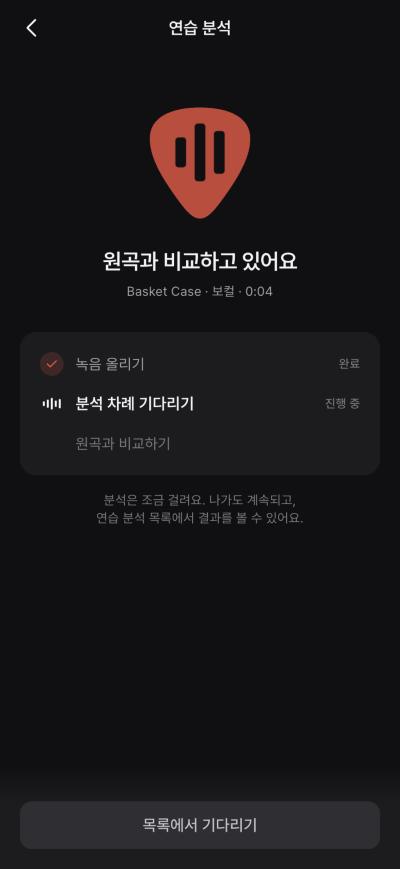 연습 분석
원곡과 비교하고 있어요
Basket Case · 보컬 · 0:04
녹음 올리기 완료
분석 차례 기다리기 진행 중
원곡과 비교하기
분석은 조금 걸려요. 나가도 계속되고,
연습 분석 목록에서 결과를 볼 수 있어요.
목록에서 기다리기